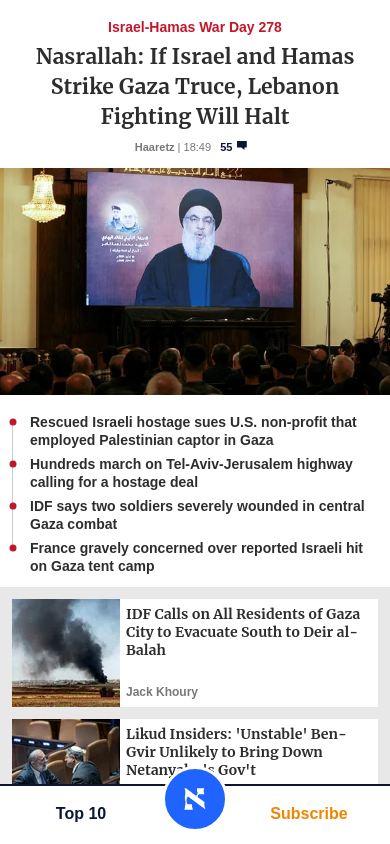 Israel-Hamas War Day 278
Nasrallah: If Israel and Hamas
Strike Gaza Truce, Lebanon
Fighting Will Halt
Haaretz | 18:49 55
Rescued Israeli hostage sues U.S. non-profit that
employed Palestinian captor in Gaza
Hundreds march on Tel-Aviv-Jerusalem highway
calling for a hostage deal
IDF says two soldiers severely wounded in central
Gaza combat
France gravely concerned over reported Israeli hit
on Gaza tent camp
IDF Calls on All Residents of Gaza
City to Evacuate South to Deir al-
Balah
Jack Khoury
Likud Insiders: 'Unstable' Ben-
Gvir Unlikely to Bring Down
Netanyahu's Gov't
Top 10
Subscribe